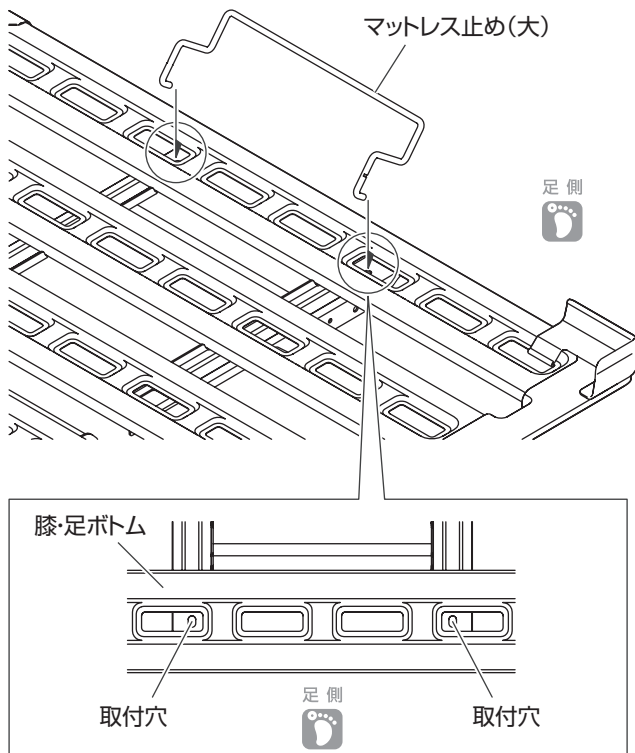 マットレス止め（大）
足側
膝・足ボトム
取付穴
取付穴
足側